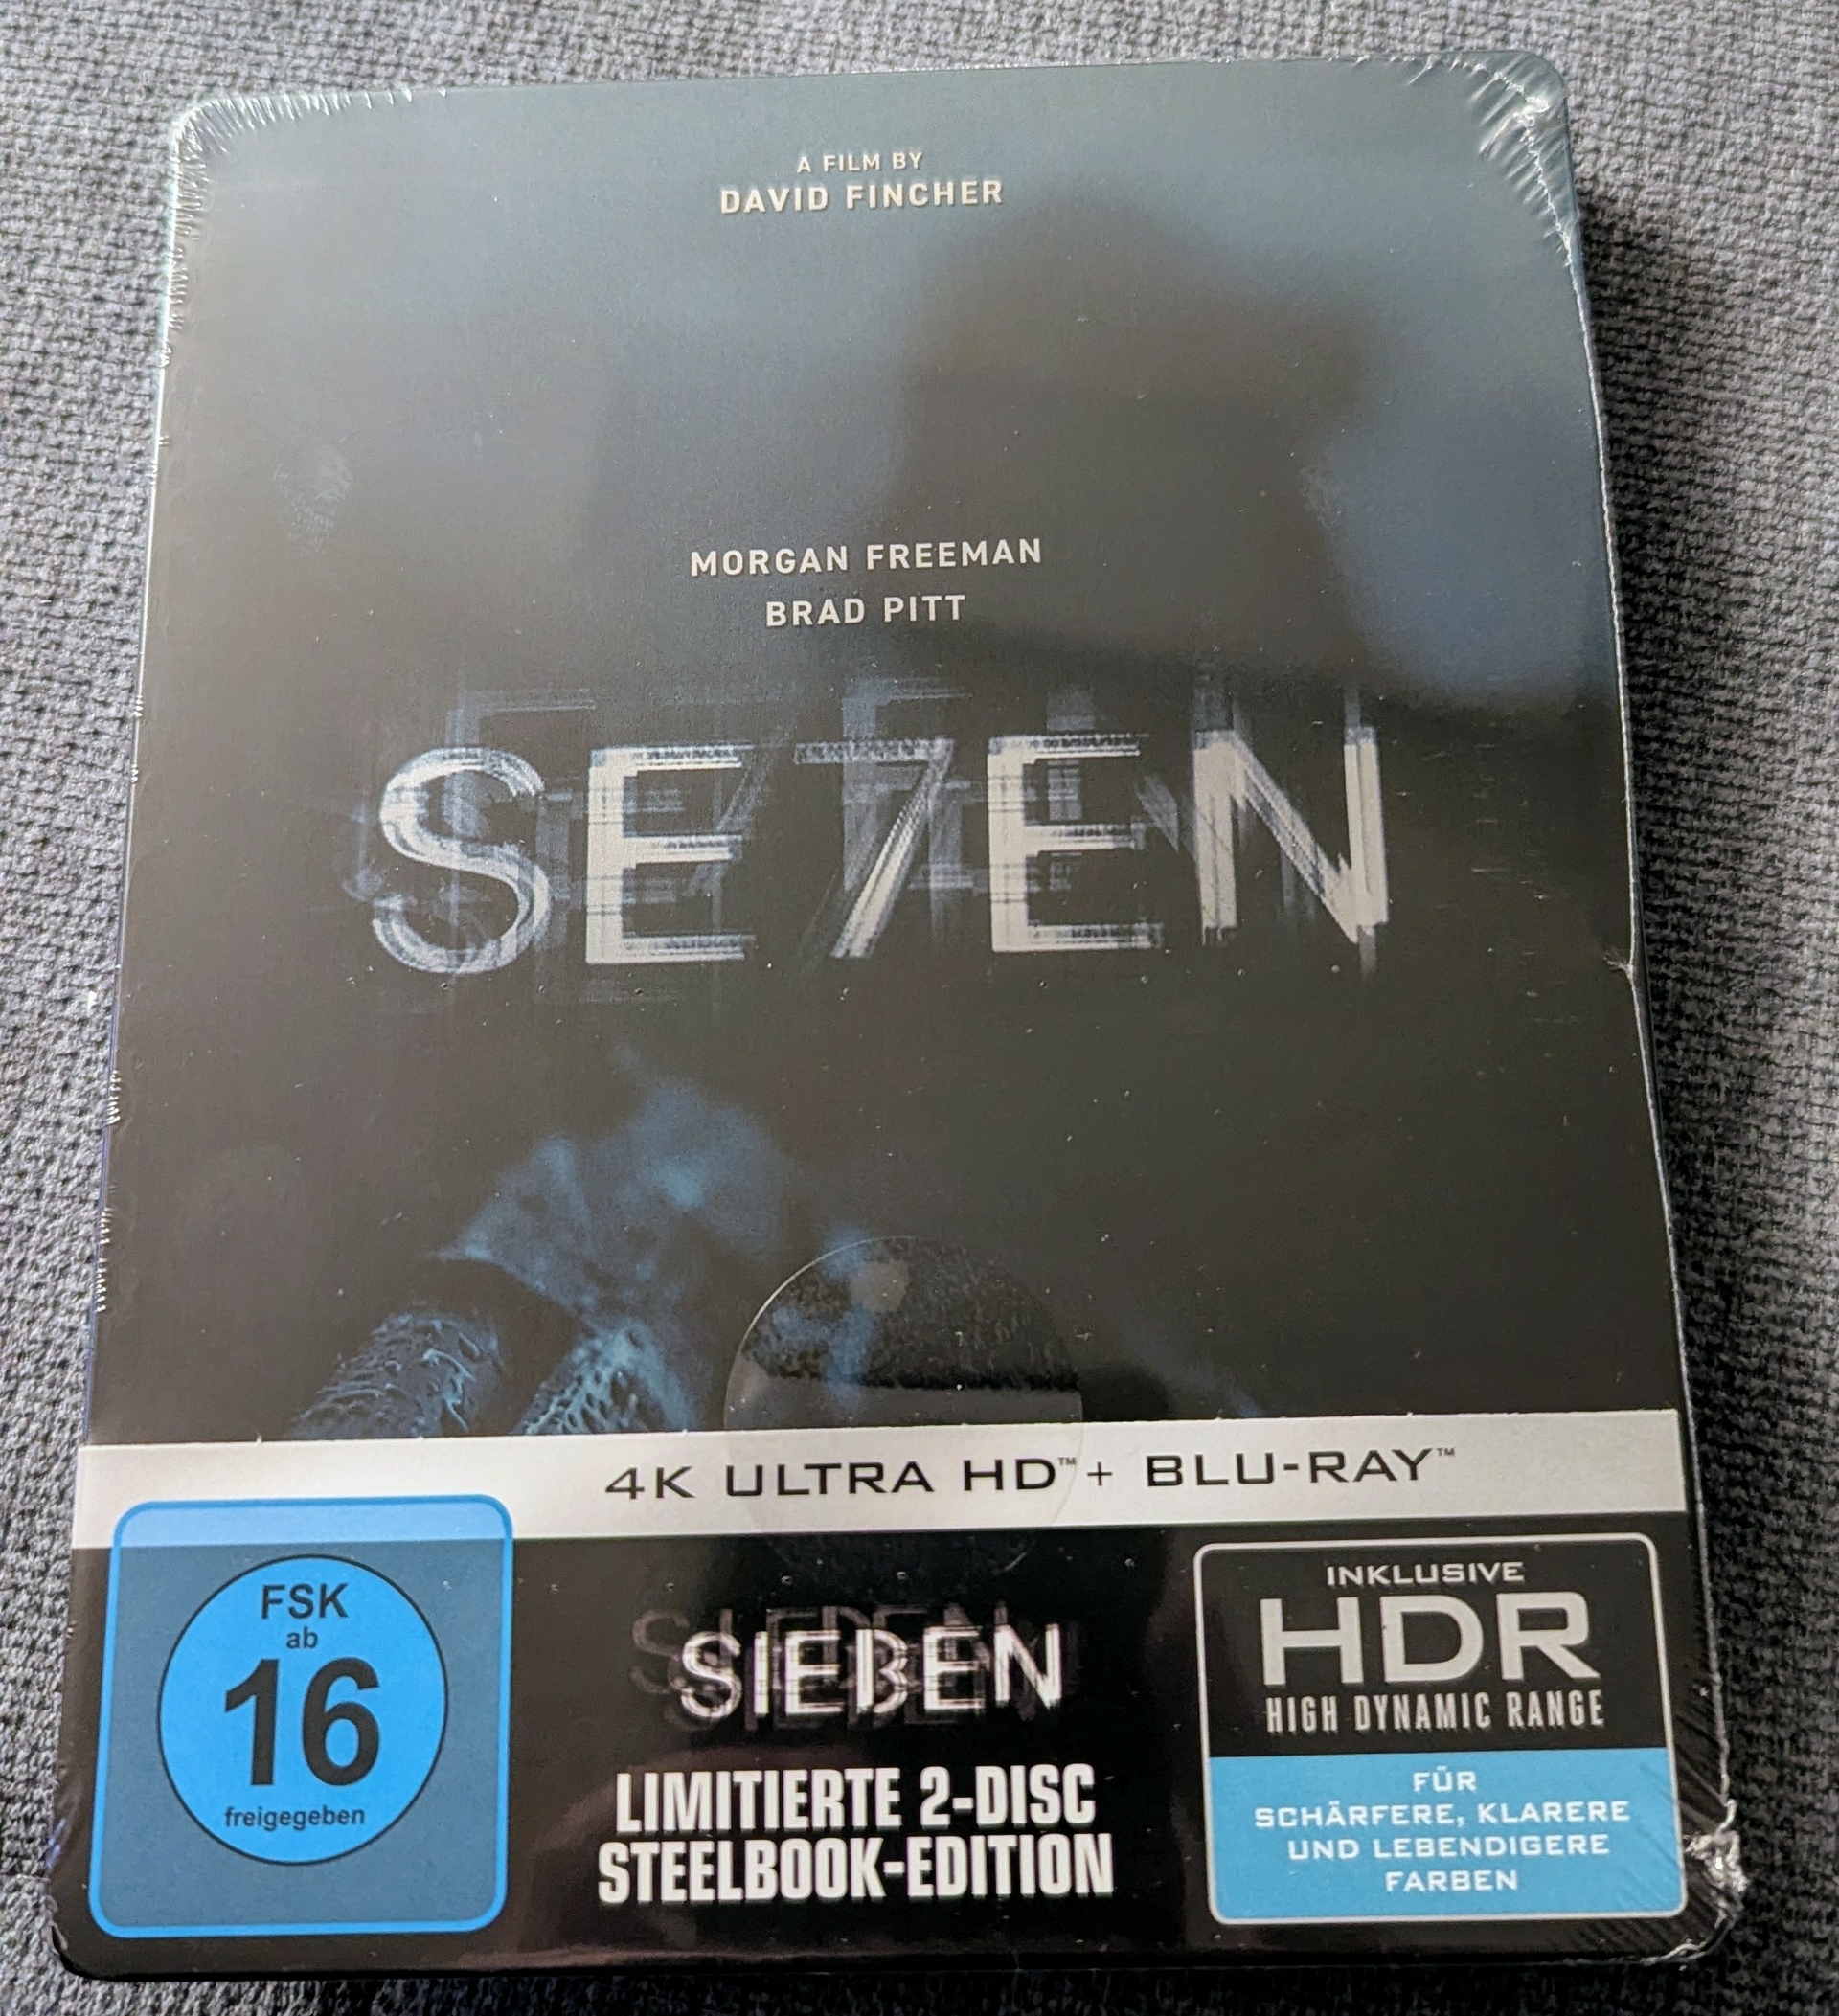 A FILM BY
DAVID FINCHER
MORGAN FREEMAN
BRAD PITT
SE7EN
4K ULTRA HD™ + BLU-RAY™
FSK
ab
16
freigegeben
SIEBEN
LIMITIERTE 2-DISC
STEELBOOK-EDITION
INKLUSIVE
HDR
HIGH DYNAMIC RANGE
FÜR
SCHÄRFERE, KLARERE
UND LEBENDIGERE
FARBEN